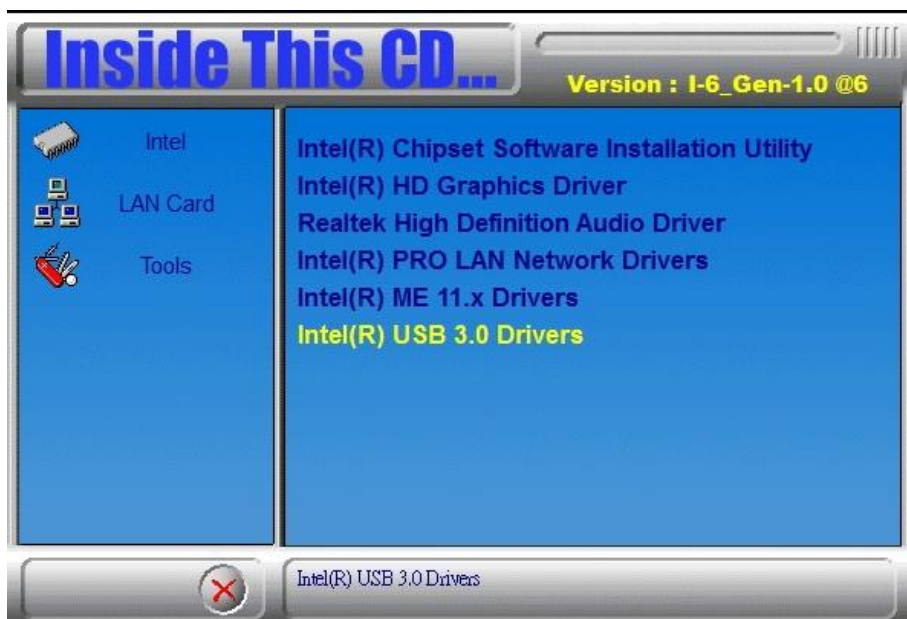 Inside This CD...
Version : I-6_Gen-1.0 @6
Intel
LAN Card
Tools
Intel(R) Chipset Software Installation Utility
Intel(R) HD Graphics Driver
Realtek High Definition Audio Driver
Intel(R) PRO LAN Network Drivers
Intel(R) ME 11.x Drivers
Intel(R) USB 3.0 Drivers
Intel(R) USB 3.0 Drivers